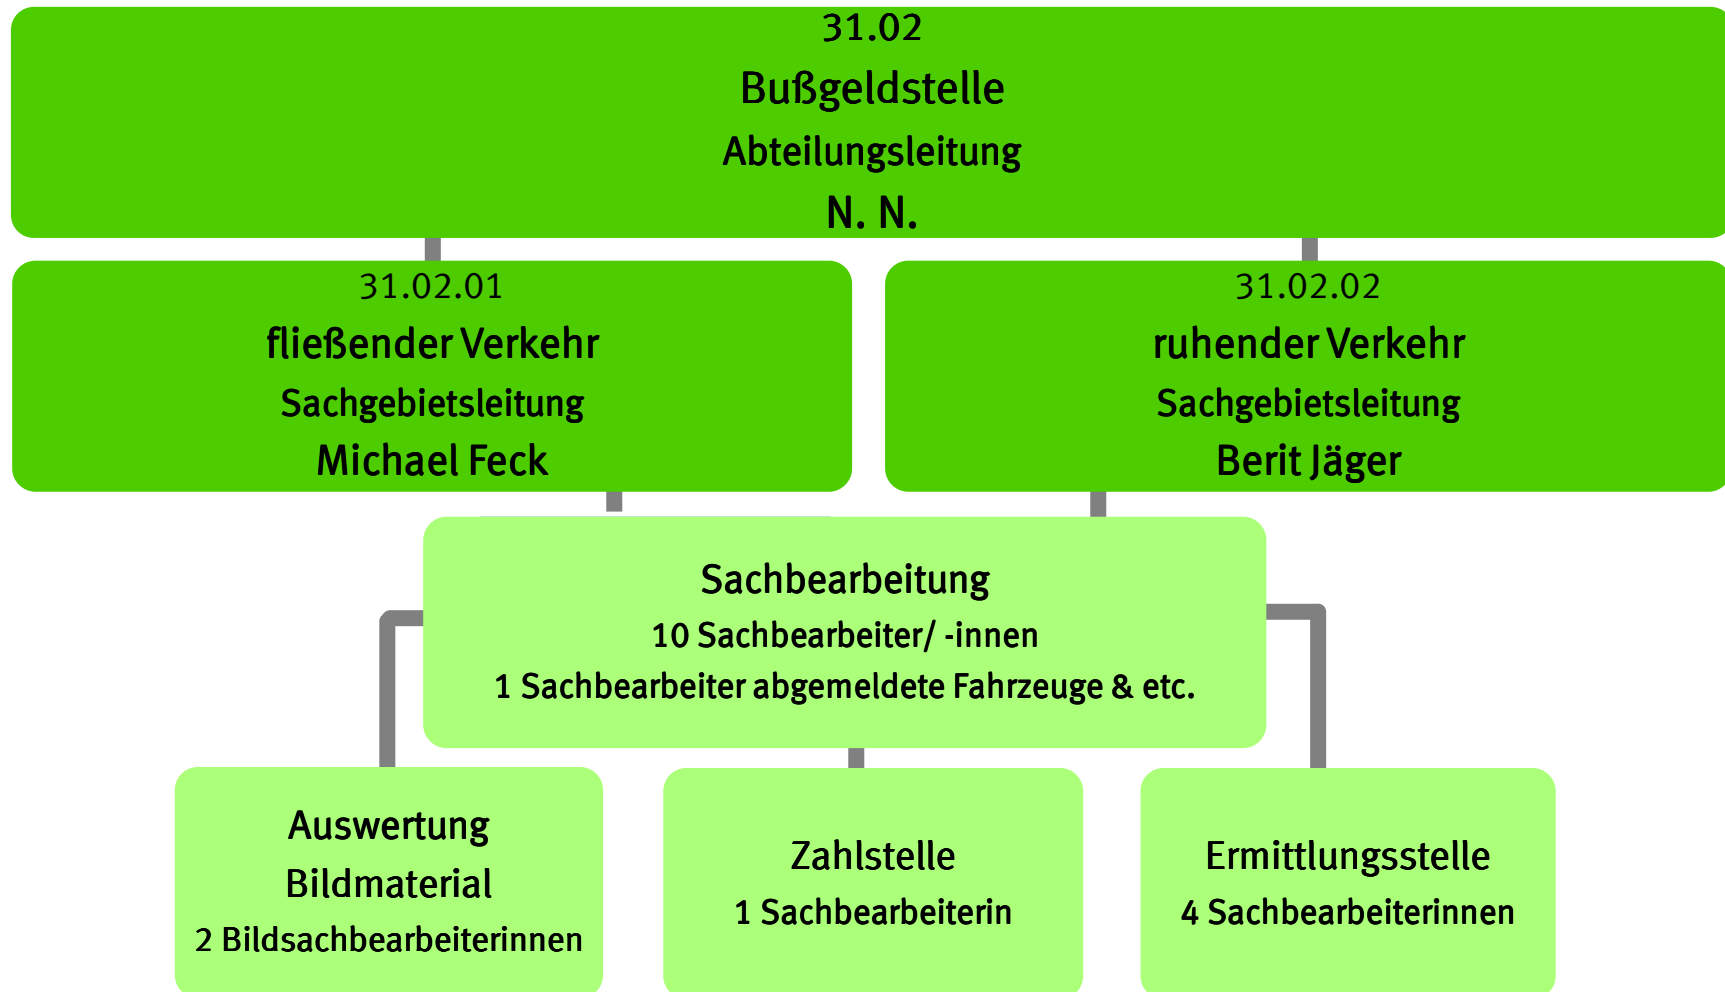 31.02
Bußgeldstelle
Abteilungsleitung
N. N.
31.02.01
fließender Verkehr
Sachgebietsleitung
Michael Feck
31.02.02
ruhender Verkehr
Sachgebietsleitung
Berit Jäger
Sachbearbeitung
10 Sachbearbeiter/ -innen
1 Sachbearbeiter abgemeldete Fahrzeuge & etc.
Auswertung
Bildmaterial
2 Bildsachbearbeiterinnen
Zahlstelle
1 Sachbearbeiterin
Ermittlungsstelle
4 Sachbearbeiterinnen